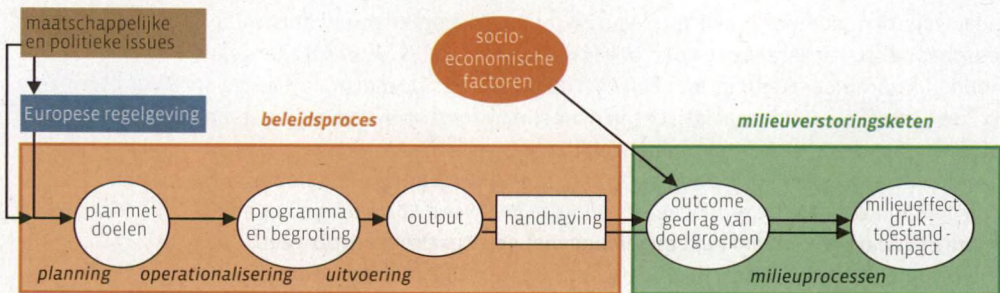 maatschappelijke
en politieke issues
socio-
economische
factoren
Europese regelgeving
beleidsproces
milieuverstoringsketen
plan met
doelen
programma
en begroting
output
handhaving
outcome
gedrag van
doelgroepen
milieueffect
druk-
toestand-
impact
planning operationalisering uitvoering
milieuprocessen